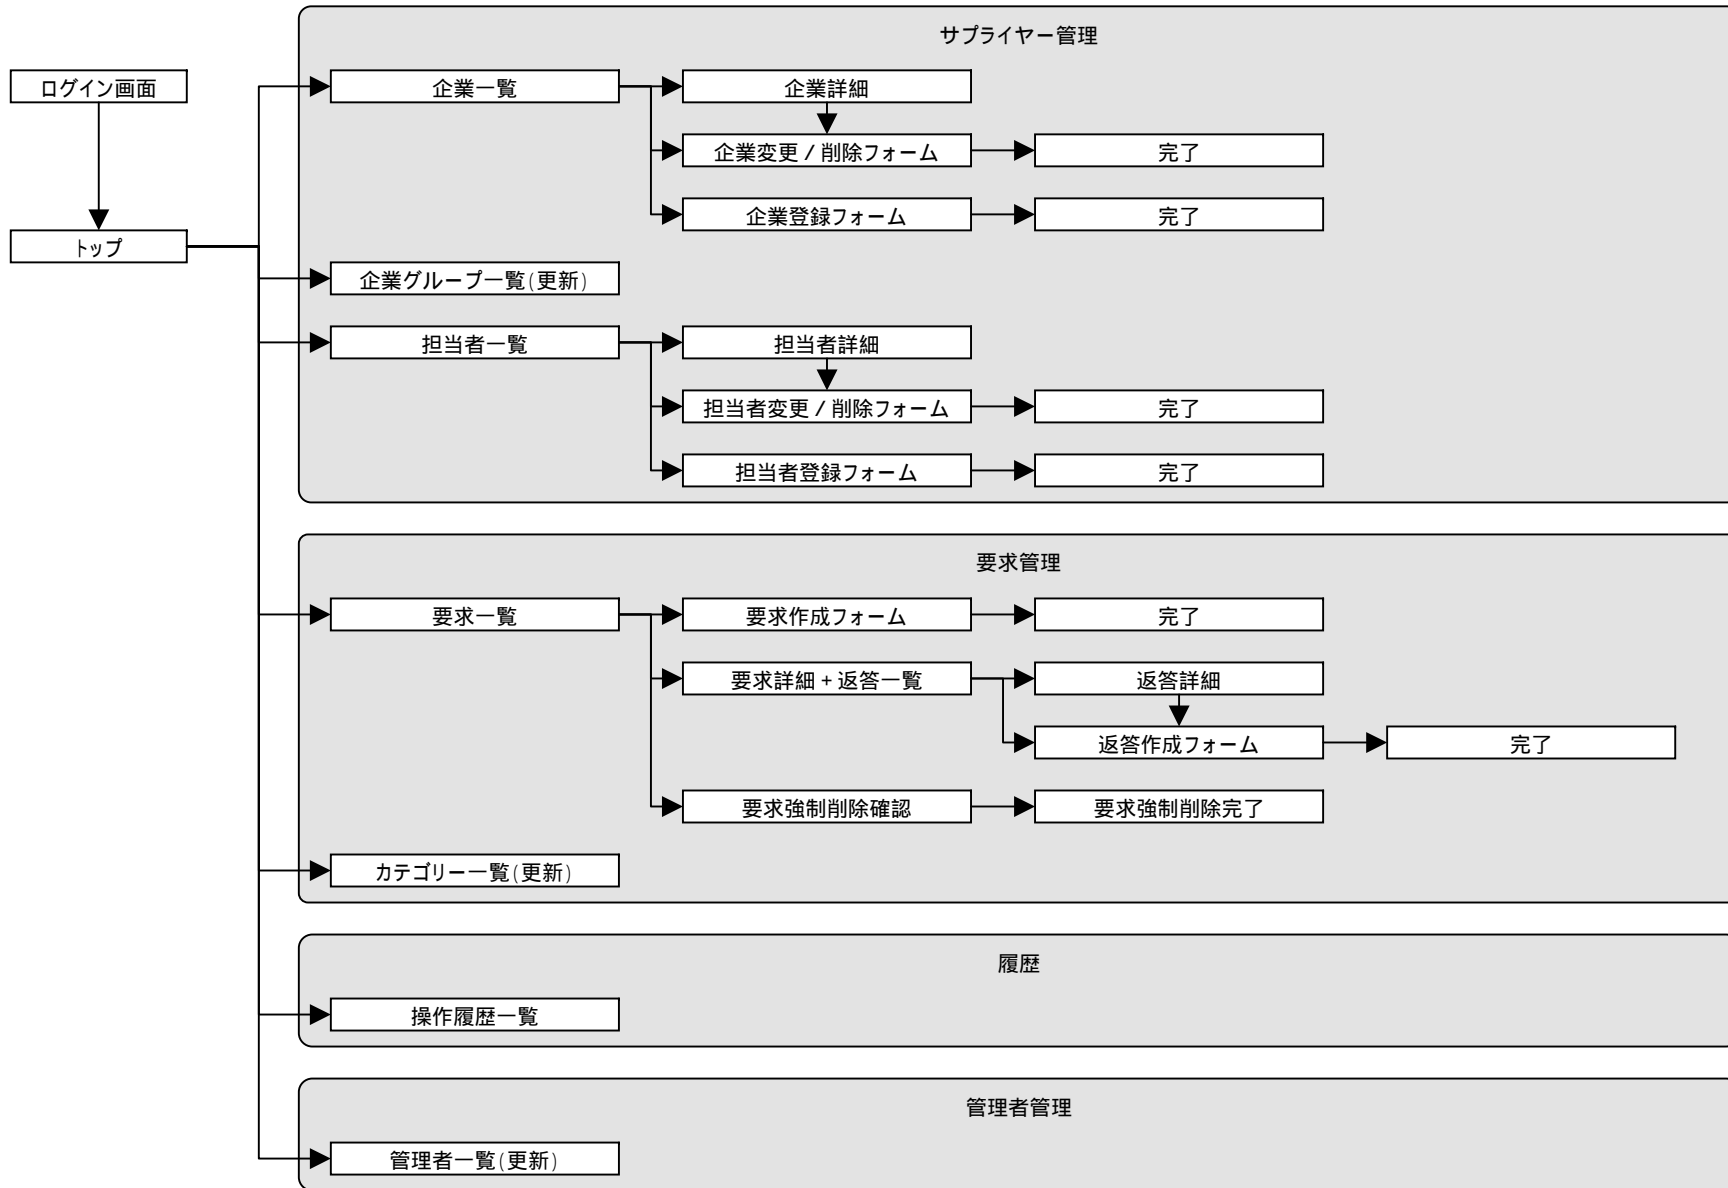 サプライヤー管理
ログイン画面
企業一覧
企業詳細
企業変更 / 削除フォーム
完了
企業登録フォーム
完了
トップ
企業グループ一覧(更新)
担当者一覧
担当者詳細
担当者変更 / 削除フォーム
完了
担当者登録フォーム
完了
要求管理
要求一覧
要求作成フォーム
完了
要求詳細 + 返答一覧
返答詳細
返答作成フォーム
完了
要求強制削除確認
要求強制削除完了
カテゴリー一覧(更新)
履歴
操作履歴一覧
管理者管理
管理者一覧(更新)